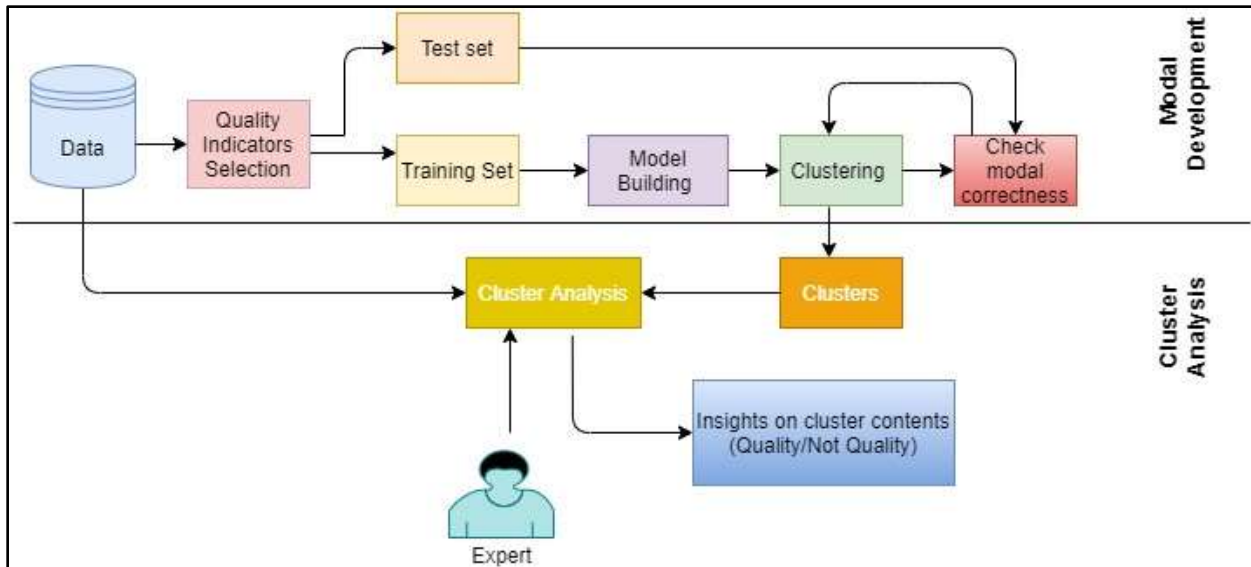 Test set
Modal
Development
Data
Quality
Indicators
Selection
Training Set
Model
Building
Clustering
Check
modal
correctness
Cluster Analysis
Clusters
Cluster
Analysis
Insights on cluster contents
(Quality/Not Quality)
Expert